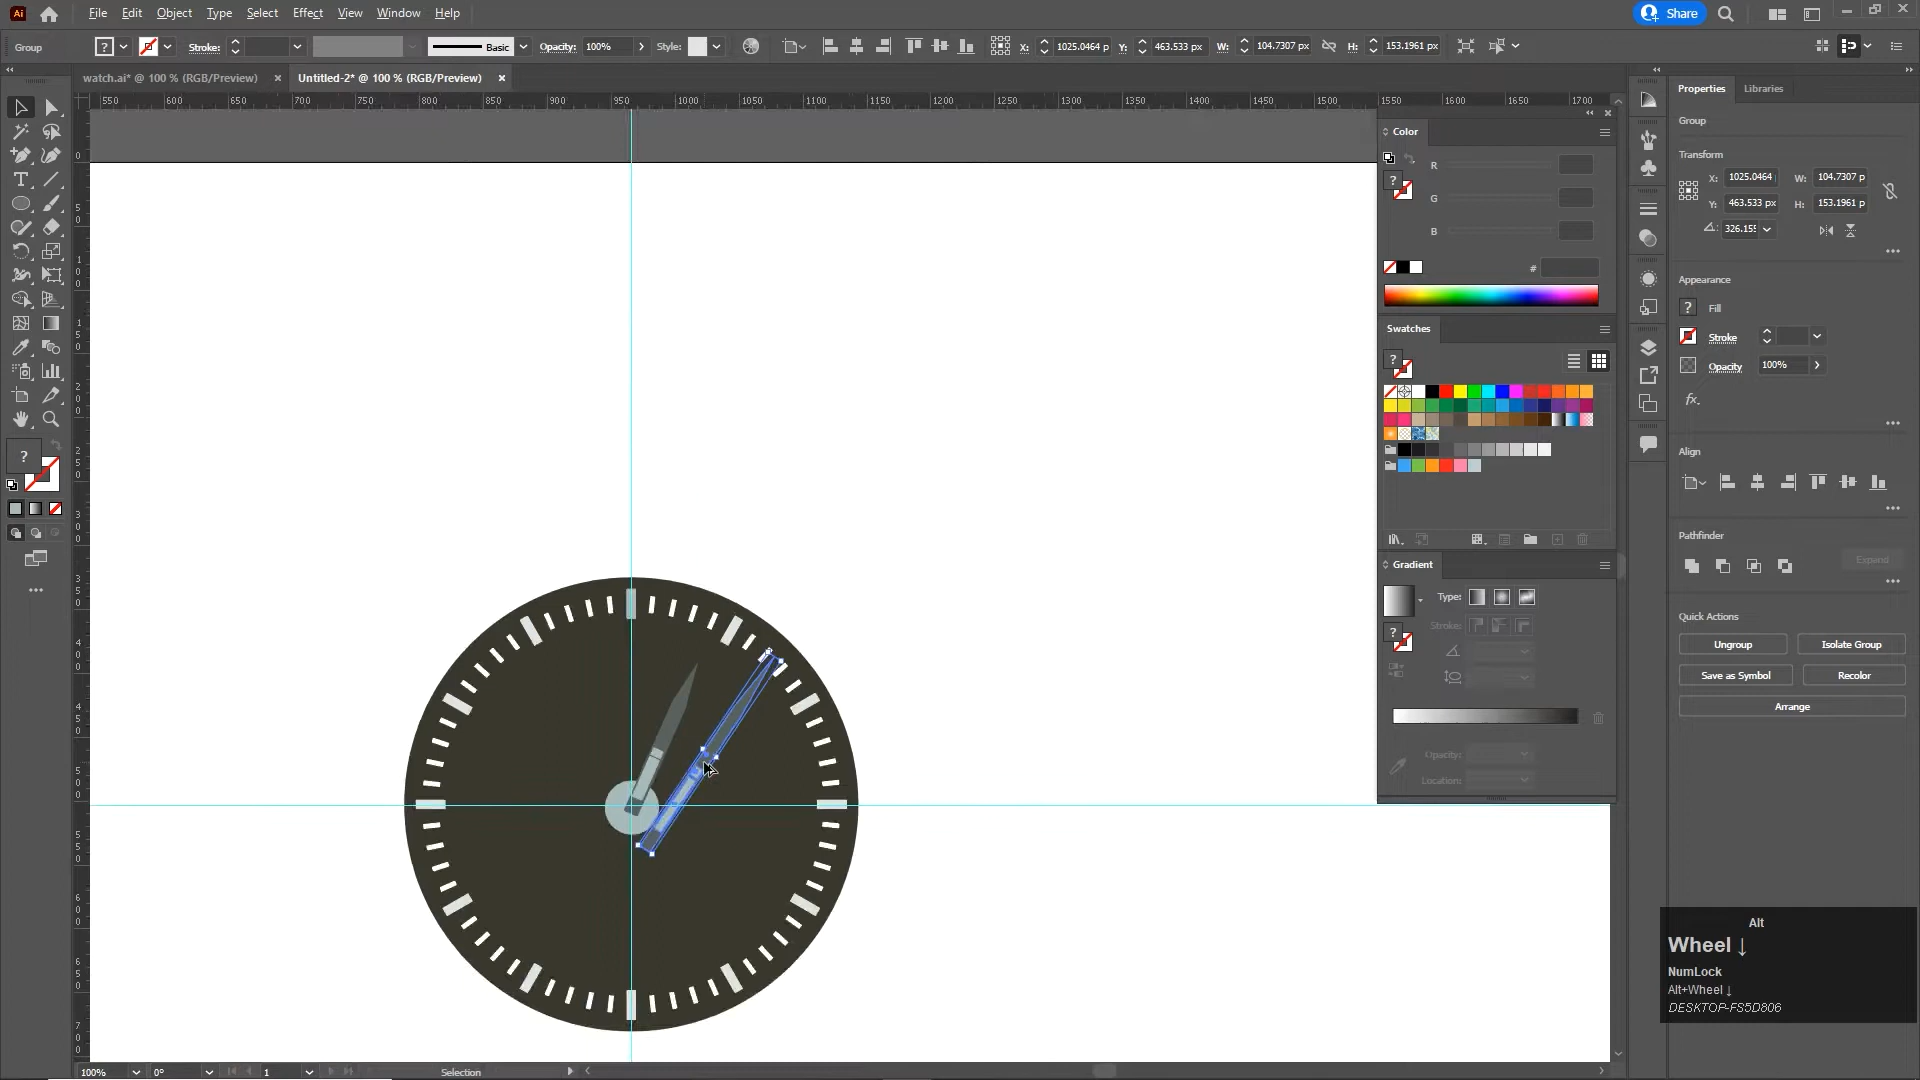 Ai File Edit Object Type Select Effect View Window Help Share
Group ? Stroke: Basic Opacity: 100% Style: X: 1025.0464 p Y: 463.533 px W: 104.7307 px H: 153.1961 px
watch.ai* @ 100 % (RGB/Preview) × Untitled-2* @ 100 % (RGB/Preview) ×
550 600 650 700 750 800 850 900 950 1000 1050 1100 1150 1200 1250 1300 1350 1400 1450 1500 1550 1600 1650 1700
Properties Libraries
Group
Transform
X: 1025.0464 W: 104.7307 p
Y: 463.533 px H: 153.1961 p
326.155
Appearance
? Fill
Stroke
Opacity 100%
fx.
Align
Pathfinder
Expand
Quick Actions
Ungroup Isolate Group
Save as Symbol Recolor
Arrange
Color
R
G
B
#
Swatches
Gradient
Type:
Stroke:
Opacity:
Location:
Alt
Wheel ↓
NumLock
Alt+Wheel ↓
DESKTOP-FS5D806
100% 0° 1 Selection